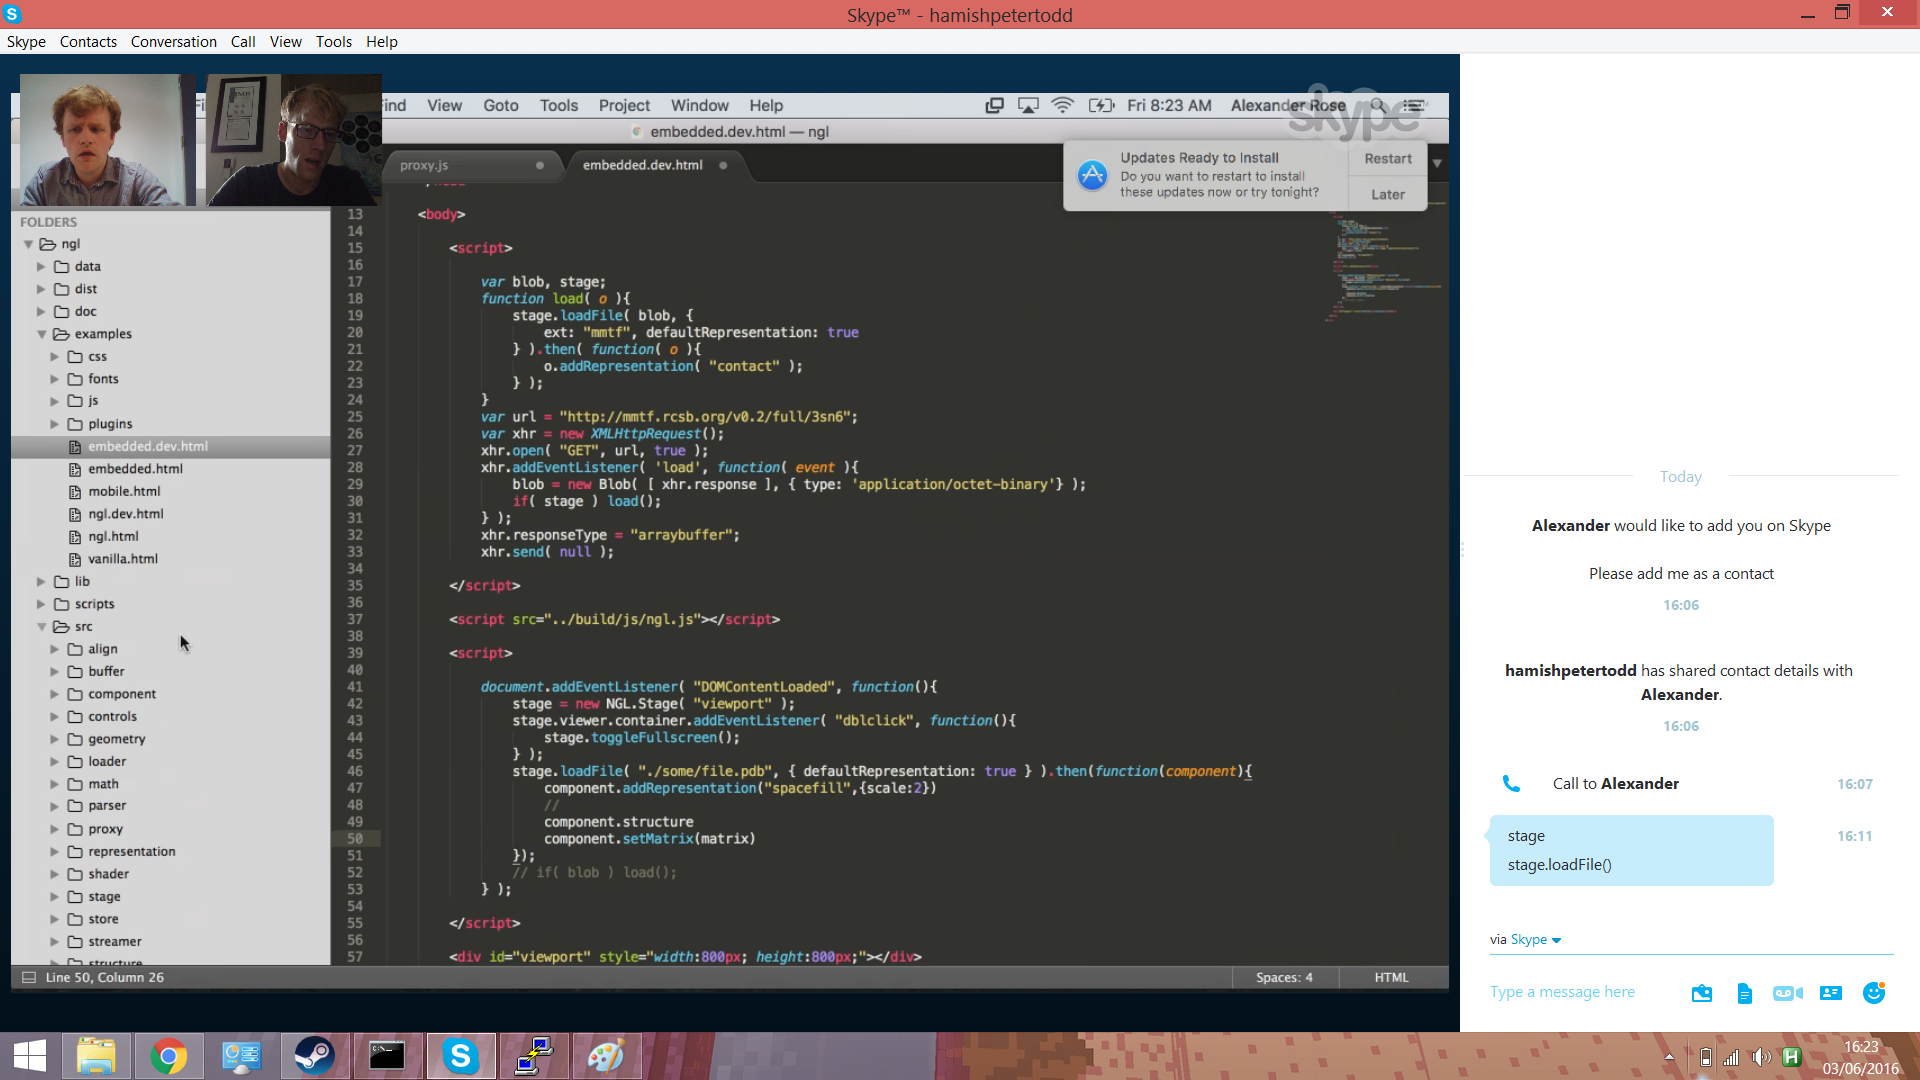 Skype™ - hamishpetertodd
Skype Contacts Conversation Call View Tools Help
ind View Goto Tools Project Window Help Fri 8:23 AM Alexander Rose
skype
embedded.dev.html — ngl
proxy.js embedded.dev.html
Updates Ready to Install
Do you want to restart to install
these updates now or try tonight?
Restart
Later
FOLDERS
ngl
data
dist
doc
examples
css
fonts
js
plugins
embedded.dev.html
embedded.html
mobile.html
ngl.dev.html
ngl.html
vanilla.html
lib
scripts
src
align
buffer
component
controls
geometry
loader
math
parser
proxy
representation
shader
stage
store
streamer
structure
13 <body>
14
15 <script>
16
17 var blob, stage;
18 function load( o ){
19 stage.loadFile( blob, {
20 ext: "mmtf", defaultRepresentation: true
21 } ).then( function( o ){
22 o.addRepresentation( "contact" );
23 } );
24 }
25 var url = "http://mmtf.rcsb.org/v0.2/full/3sn6";
26 var xhr = new XMLHttpRequest();
27 xhr.open( "GET", url, true );
28 xhr.addEventListener( 'load', function( event ){
29 blob = new Blob( [ xhr.response ], { type: 'application/octet-binary'} );
30 if( stage ) load();
31 } );
32 xhr.responseType = "arraybuffer";
33 xhr.send( null );
34
35 </script>
36
37 <script src="../build/js/ngl.js"></script>
38
39 <script>
40
41 document.addEventListener( "DOMContentLoaded", function(){
42 stage = new NGL.Stage( "viewport" );
43 stage.viewer.container.addEventListener( "dblclick", function(){
44 stage.toggleFullscreen();
45 } );
46 stage.loadFile( "./some/file.pdb", { defaultRepresentation: true } ).then(function(component){
47 component.addRepresentation("spacefill",{scale:2})
48 //
49 component.structure
50 component.setMatrix(matrix)
51 });
52 // if( blob ) load();
53 } );
54
55 </script>
56
57 <div id="viewport" style="width:800px; height:800px;"></div>
Line 50, Column 26 Spaces: 4 HTML
Today
Alexander would like to add you on Skype
Please add me as a contact
16:06
hamishpetertodd has shared contact details with
Alexander.
16:06
Call to Alexander 16:07
stage 16:11
stage.loadFile()
via Skype
Type a message here
16:23
03/06/2016